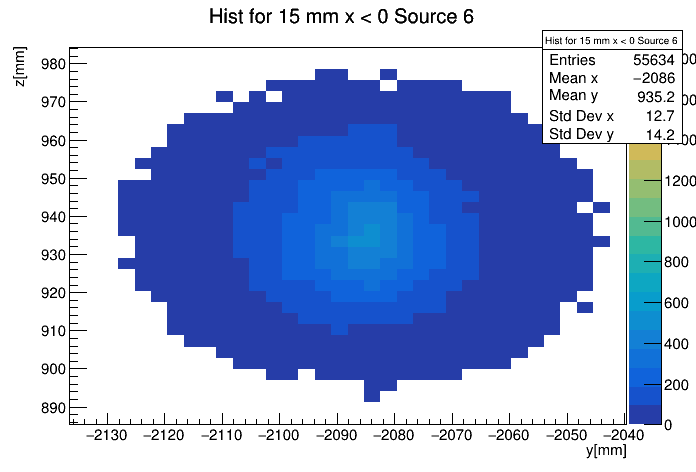 Hist for 15 mm x < 0 Source 6
z[mm]
980
970
960
950
940
930
920
910
900
890
−2130 −2120 −2110 −2100 −2090 −2080 −2070 −2060 −2050 −2040
y[mm]
Hist for 15 mm x < 0 Source 6
Entries 55634
Mean x −2086
Mean y 935.2
Std Dev x 12.7
Std Dev y 14.2
1200
1000
800
600
400
200
0